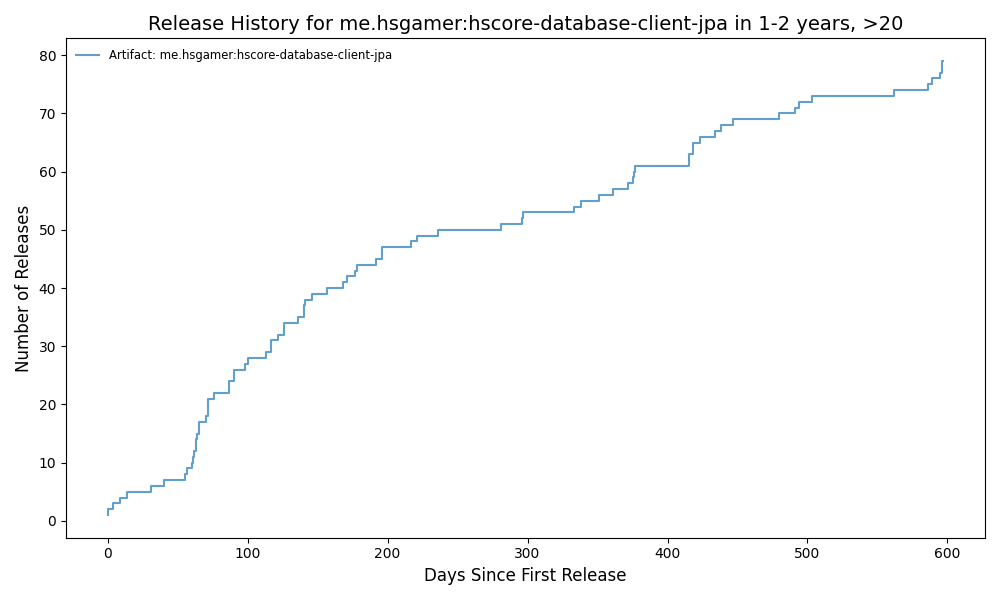 Release History for me.hsgamer:hscore-database-client-jpa in 1-2 years, >20
Artifact: me.hsgamer:hscore-database-client-jpa
Number of Releases
80
70
60
50
40
30
20
10
0
0 100 200 300 400 500 600
Days Since First Release